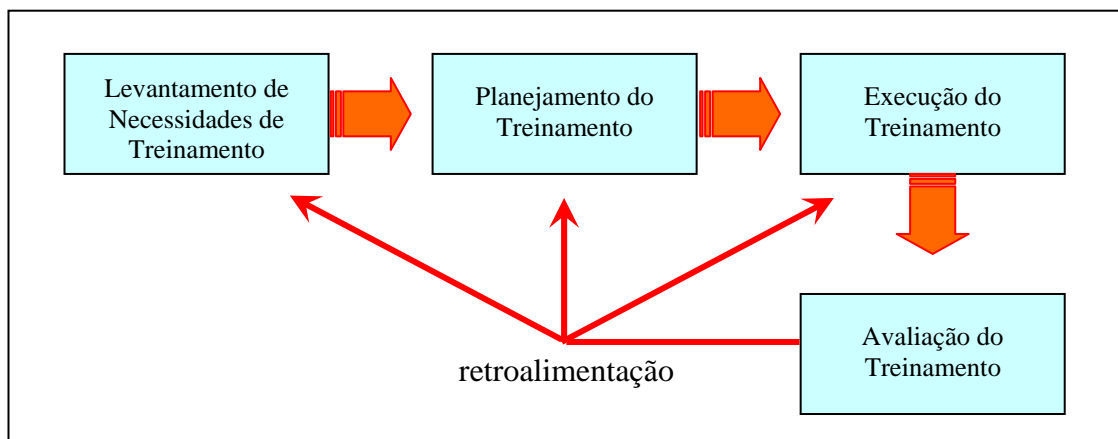 Levantamento de
Necessidades de
Treinamento
Planejamento do
Treinamento
Execução do
Treinamento
Avaliação do
Treinamento
retroalimentação